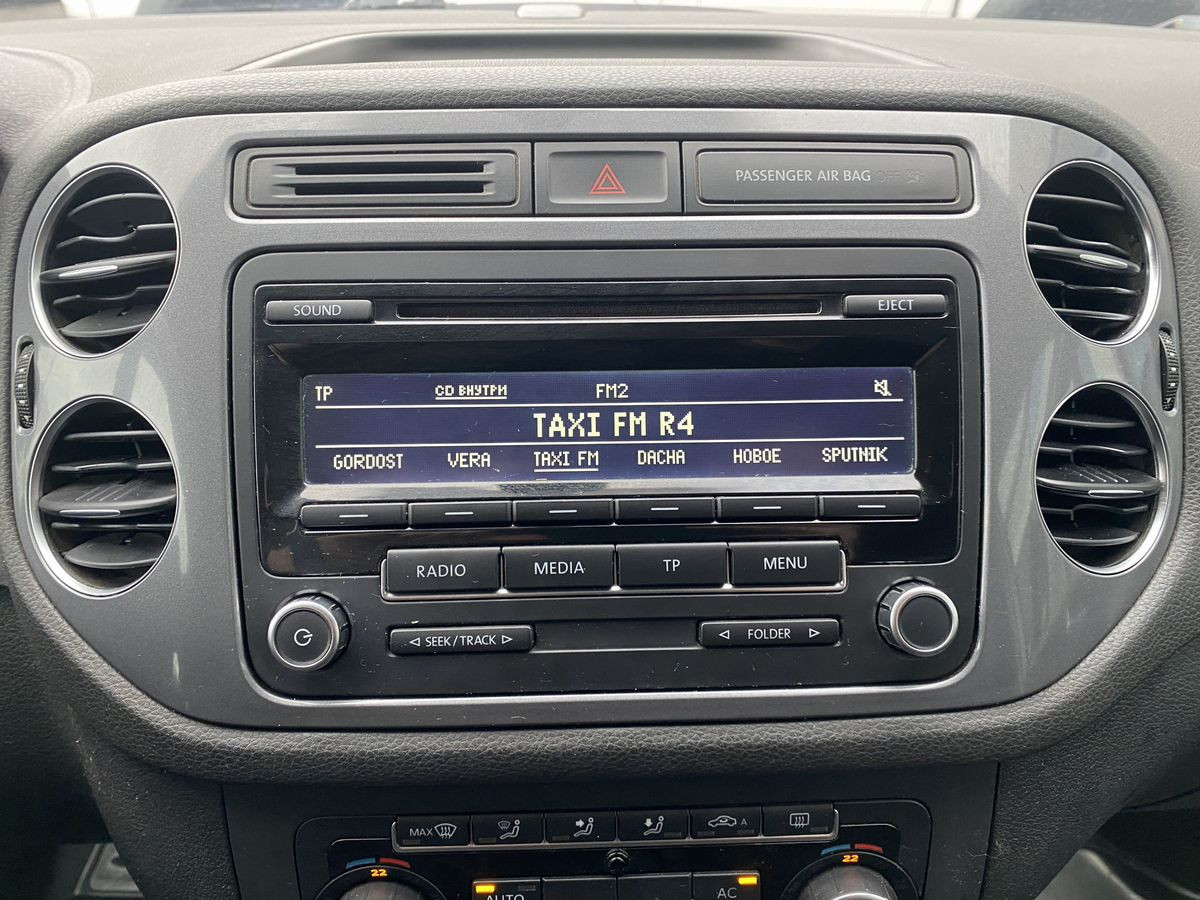 PASSENGER AIR BAG OFF
SOUND
EJECT
TP CD ВНУТРИ FM2
TAXI FM R4
GORDOST VERA TAXI FM DACHA НОВОЕ SPUTNIK
RADIO MEDIA TP MENU
SEEK/TRACK FOLDER
MAX A
22 22
AUTO AC